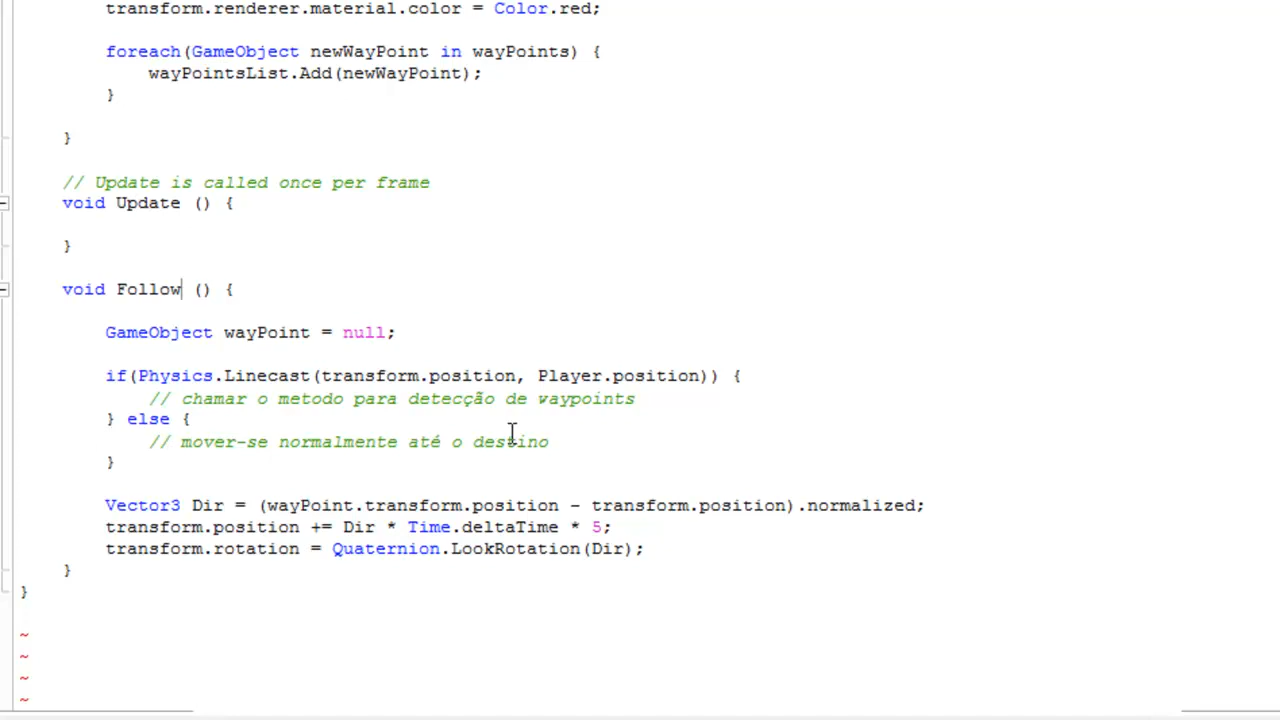 transform.renderer.material.color = Color.red;
foreach(GameObject newWayPoint in wayPoints) {
wayPointsList.Add(newWayPoint);
}
}
// Update is called once per frame
void Update () {
}
void Follow () {
GameObject wayPoint = null;
if(Physics.Linecast(transform.position, Player.position)) {
// chamar o metodo para detecção de waypoints
} else {
// mover-se normalmente até o destino
}
Vector3 Dir = (wayPoint.transform.position - transform.position).normalized;
transform.position += Dir * Time.deltaTime * 5;
transform.rotation = Quaternion.LookRotation(Dir);
}
}
~
~
~
~